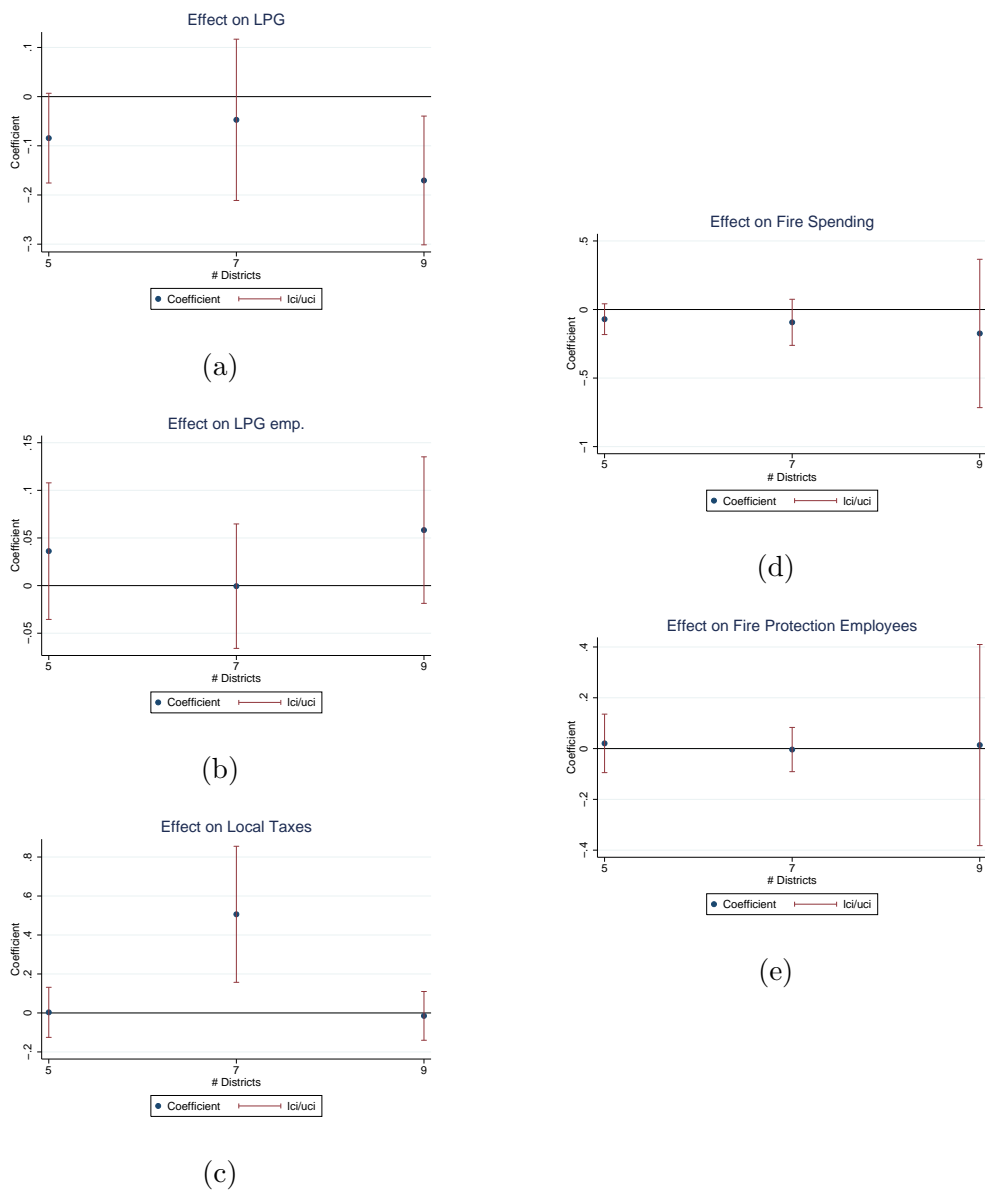 Effect on LPG
.1
0
-.1
-.2
-.3
Coefficient
5 7 9
# Districts
Coefficient lci/uci
(a)
Effect on LPG emp.
.15
.1
.05
0
-.05
Coefficient
5 7 9
# Districts
Coefficient lci/uci
(b)
Effect on Local Taxes
.8
.6
.4
.2
0
-.2
Coefficient
5 7 9
# Districts
Coefficient lci/uci
(c)
Effect on Fire Spending
.5
0
-.5
-1
Coefficient
5 7 9
# Districts
Coefficient lci/uci
(d)
Effect on Fire Protection Employees
.4
.2
0
-.2
-.4
Coefficient
5 7 9
# Districts
Coefficient lci/uci
(e)